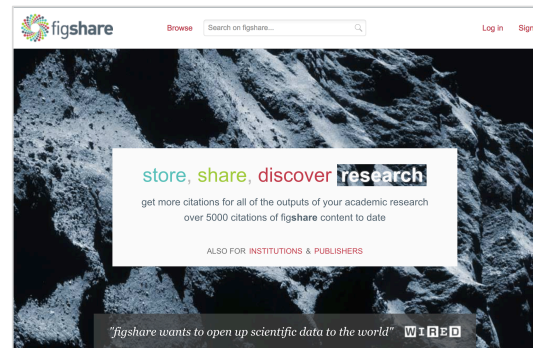 figshare
Browse
Search on figshare...
Log in
Sign
store, share, discover research
get more citations for all of the outputs of your academic research
over 5000 citations of figshare content to date
ALSO FOR INSTITUTIONS & PUBLISHERS
"figshare wants to open up scientific data to the world" WIRED